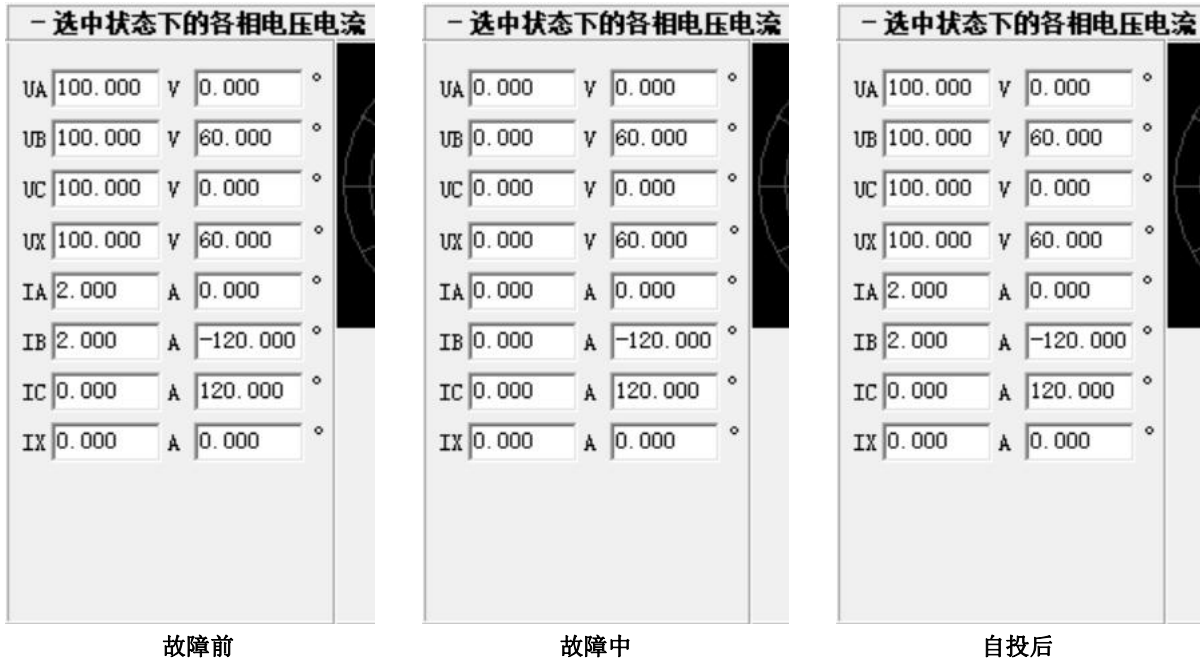 -选中状态下的各相电压电流
UA 100.000 V 0.000 °
UB 100.000 V 60.000 °
UC 100.000 V 0.000 °
UX 100.000 V 60.000 °
IA 2.000 A 0.000 °
IB 2.000 A -120.000 °
IC 0.000 A 120.000 °
IX 0.000 A 0.000 °
故障前
-选中状态下的各相电压电流
UA 0.000 V 0.000 °
UB 0.000 V 60.000 °
UC 0.000 V 0.000 °
UX 0.000 V 60.000 °
IA 0.000 A 0.000 °
IB 0.000 A -120.000 °
IC 0.000 A 120.000 °
IX 0.000 A 0.000 °
故障中
-选中状态下的各相电压电流
UA 100.000 V 0.000 °
UB 100.000 V 60.000 °
UC 100.000 V 0.000 °
UX 100.000 V 60.000 °
IA 2.000 A 0.000 °
IB 2.000 A -120.000 °
IC 0.000 A 120.000 °
IX 0.000 A 0.000 °
自投后